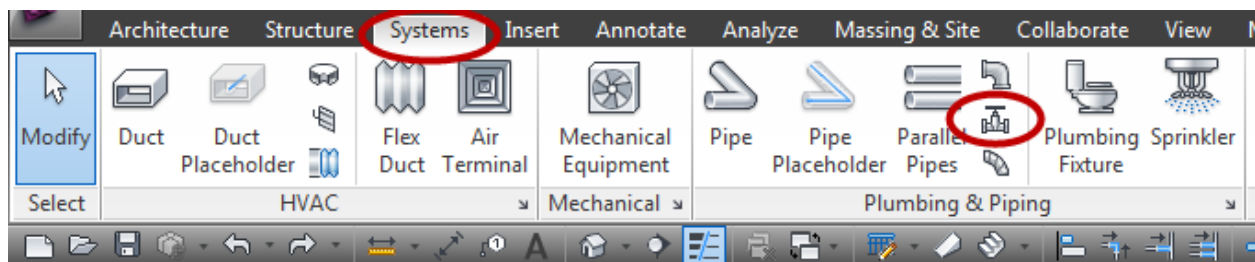 Architecture Structure Systems Insert Annotate Analyze Massing & Site Collaborate View
Modify Duct Duct Flex Air Mechanical Pipe Pipe Parallel Plumbing Sprinkler
Placeholder Duct Terminal Equipment Placeholder Pipes Fixture
Select HVAC Mechanical Plumbing & Piping